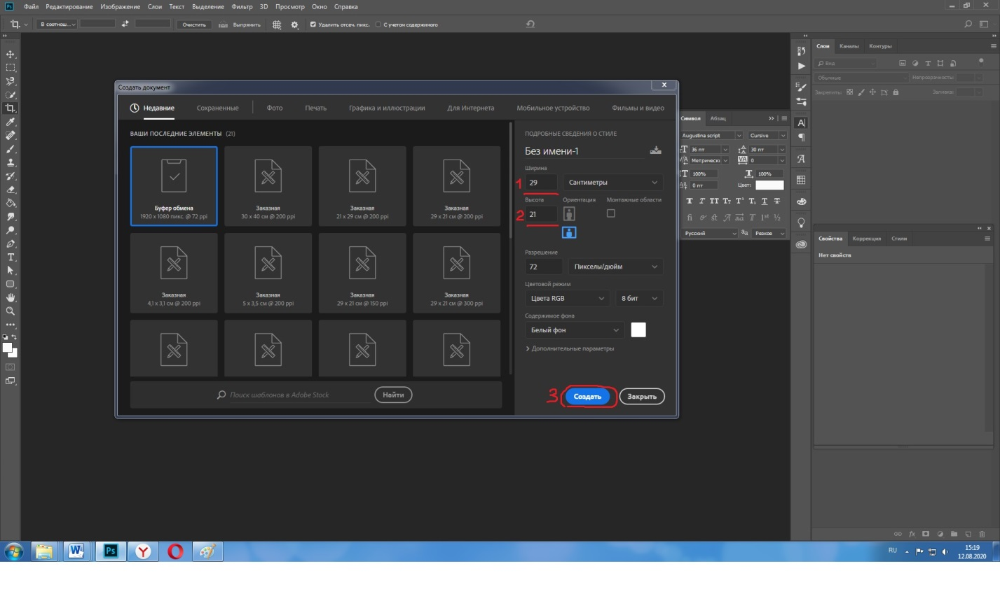 Ps Файл Редактирование Изображение Слои Текст Выделение Фильтр 3D Просмотр Окно Справка
В соотнош... Очистить Выпрямить Удалить отсеч. пикс. С учетом содержимого
Создать документ
Недавние Сохраненные Фото Печать Графика и иллюстрации Для Интернета Мобильное устройство Фильмы и видео
ВАШИ ПОСЛЕДНИЕ ЭЛЕМЕНТЫ (21)
Буфер обмена
1920 x 1080 пикс. @ 72 ppi
Заказная
30 x 40 см @ 200 ppi
Заказная
21 x 29 см @ 200 ppi
Заказная
29 x 21 см @ 200 ppi
Заказная
4,1 x 3,1 см @ 200 ppi
Заказная
5 x 3,5 см @ 200 ppi
Заказная
29 x 21 см @ 150 ppi
Заказная
29 x 21 см @ 300 ppi
Поиск шаблонов в Adobe Stock Найти
ПОДРОБНЫЕ СВЕДЕНИЯ О СТИЛЕ
Без имени-1
Ширина
1 29 Сантиметры
Высота Ориентация Монтажные области
2 21
Разрешение
72 Пикселы/дюйм
Цветовой режим
Цвета RGB 8 бит
Содержимое фона
Белый фон
Дополнительные параметры
3 Создать Закрыть
Символ Абзац
Augustina script Cursive
36 пт 30 пт
Метрически 0
100% 100%
0 пт Цвет:
Русский Резкое
Слои Каналы Контуры
Вид
Обычные Непрозрачность:
Закрепить: Заливка:
Свойства Коррекция Стили
Нет свойств
RU 15:19
12.08.2020